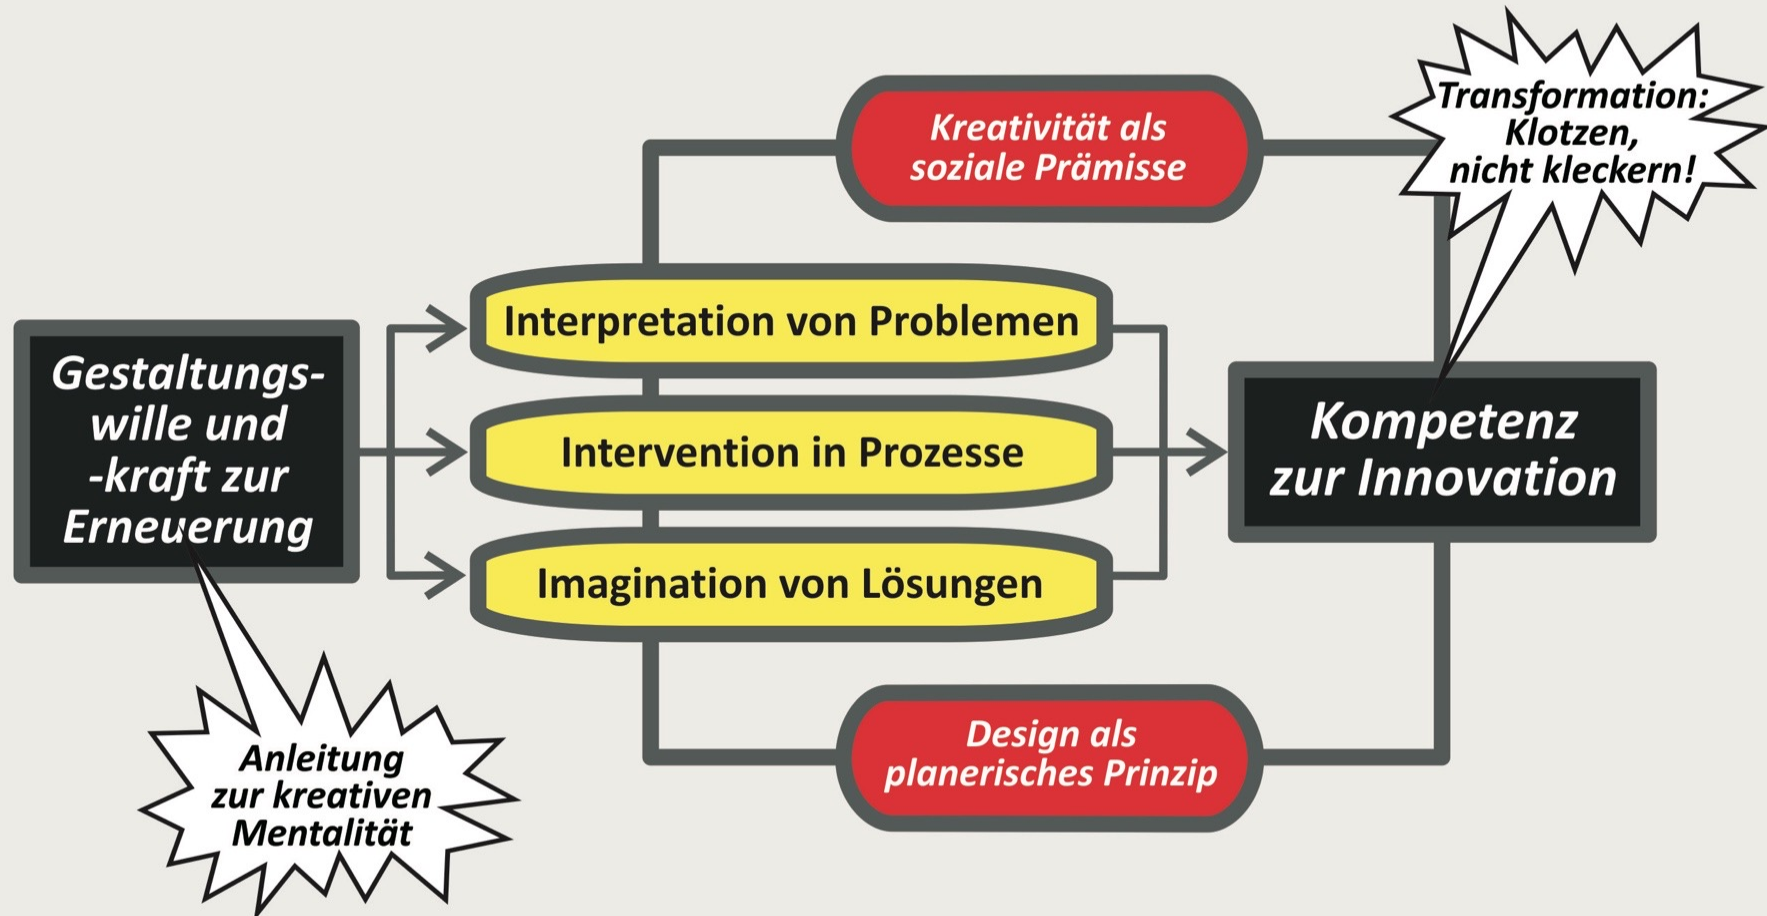 Kreativität als
soziale Prämisse
Transformation:
Klotzen,
nicht kleckern!
Gestaltungs-
wille und
-kraft zur
Erneuerung
Interpretation von Problemen
Intervention in Prozesse
Imagination von Lösungen
Kompetenz
zur Innovation
Anleitung
zur kreativen
Mentalität
Design als
planerisches Prinzip